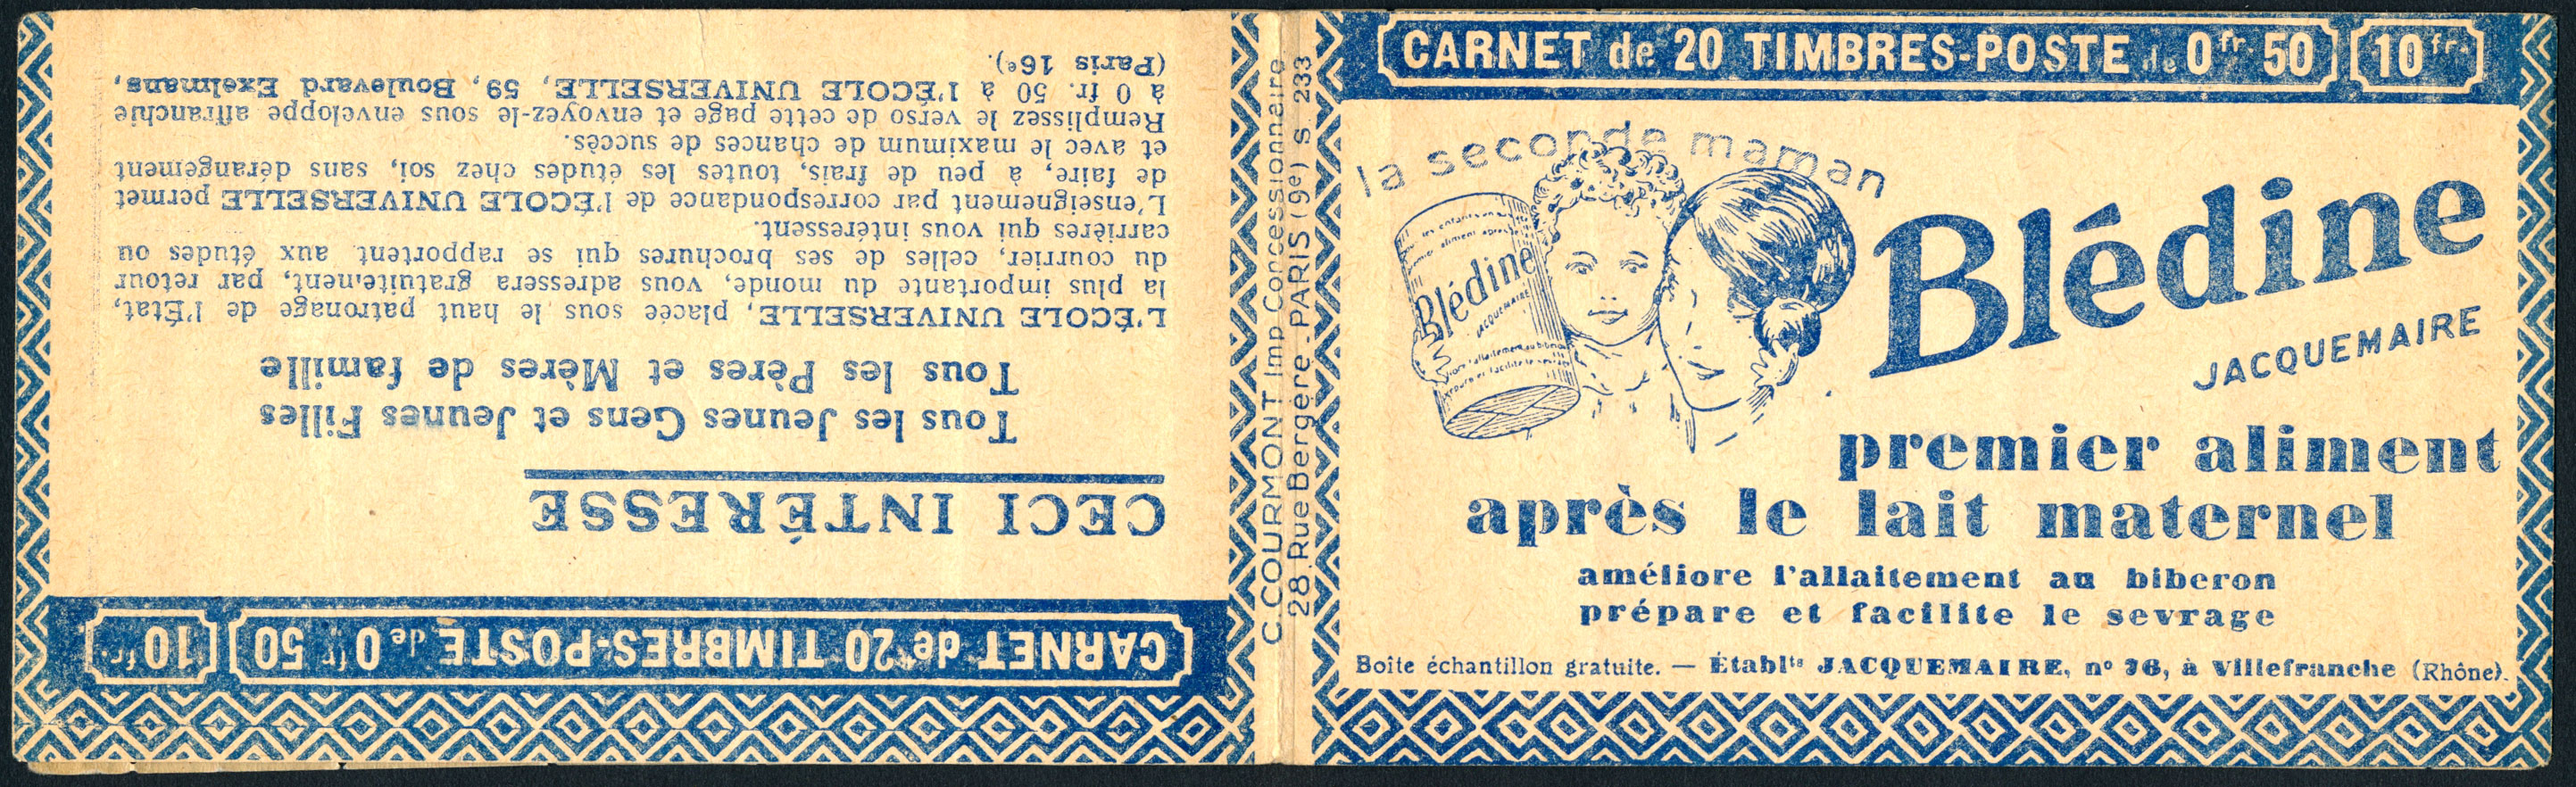 CARNET de 20 TIMBRES-POSTE de 0fr. 50 10fr.
la seconde maman
Blédine
JACQUEMAIRE
Blédine
JACQUEMAIRE
premier aliment
après le lait maternel
améliore l'allaitement au biberon
prépare et facilite le sevrage
Boîte échantillon gratuite. — Établts JACQUEMAIRE, nº 76, à Villefranche (Rhône).
C. COURMONT Imp Concessionnaire
28, Rue Bergère - PARIS (9e) S. 233
CARNET de 20 TIMBRES-POSTE de 0fr 50 10fr.
CECI INTÉRESSE
Tous les Jeunes Gens et Jeunes Filles
Tous les Pères et Mères de famille
L'ÉCOLE UNIVERSELLE, placée sous le haut patronage de l'État,
la plus importante du monde, vous adressera gratuitement, par retour
du courrier, celles de ses brochures qui se rapportent aux études ou
carrières qui vous intéressent.
L'enseignement par correspondance de l'ÉCOLE UNIVERSELLE permet
de faire, à peu de frais, toutes les études chez soi, sans dérangement
et avec le maximum de chances de succès.
Remplissez le verso de cette page et envoyez-le sous enveloppe affranchie
à 0 fr. 50 à l'ÉCOLE UNIVERSELLE, 59, Boulevard Exelmans,
(Paris 16e).